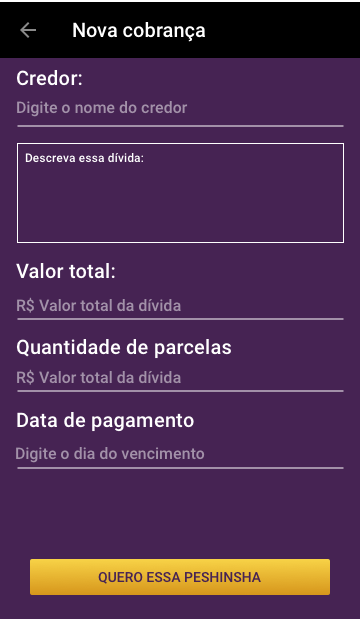 Nova cobrança
Credor:
Digite o nome do credor
Descreva essa dívida:
Valor total:
R$ Valor total da dívida
Quantidade de parcelas
R$ Valor total da dívida
Data de pagamento
Digite o dia do vencimento
QUERO ESSA PESHINSHA